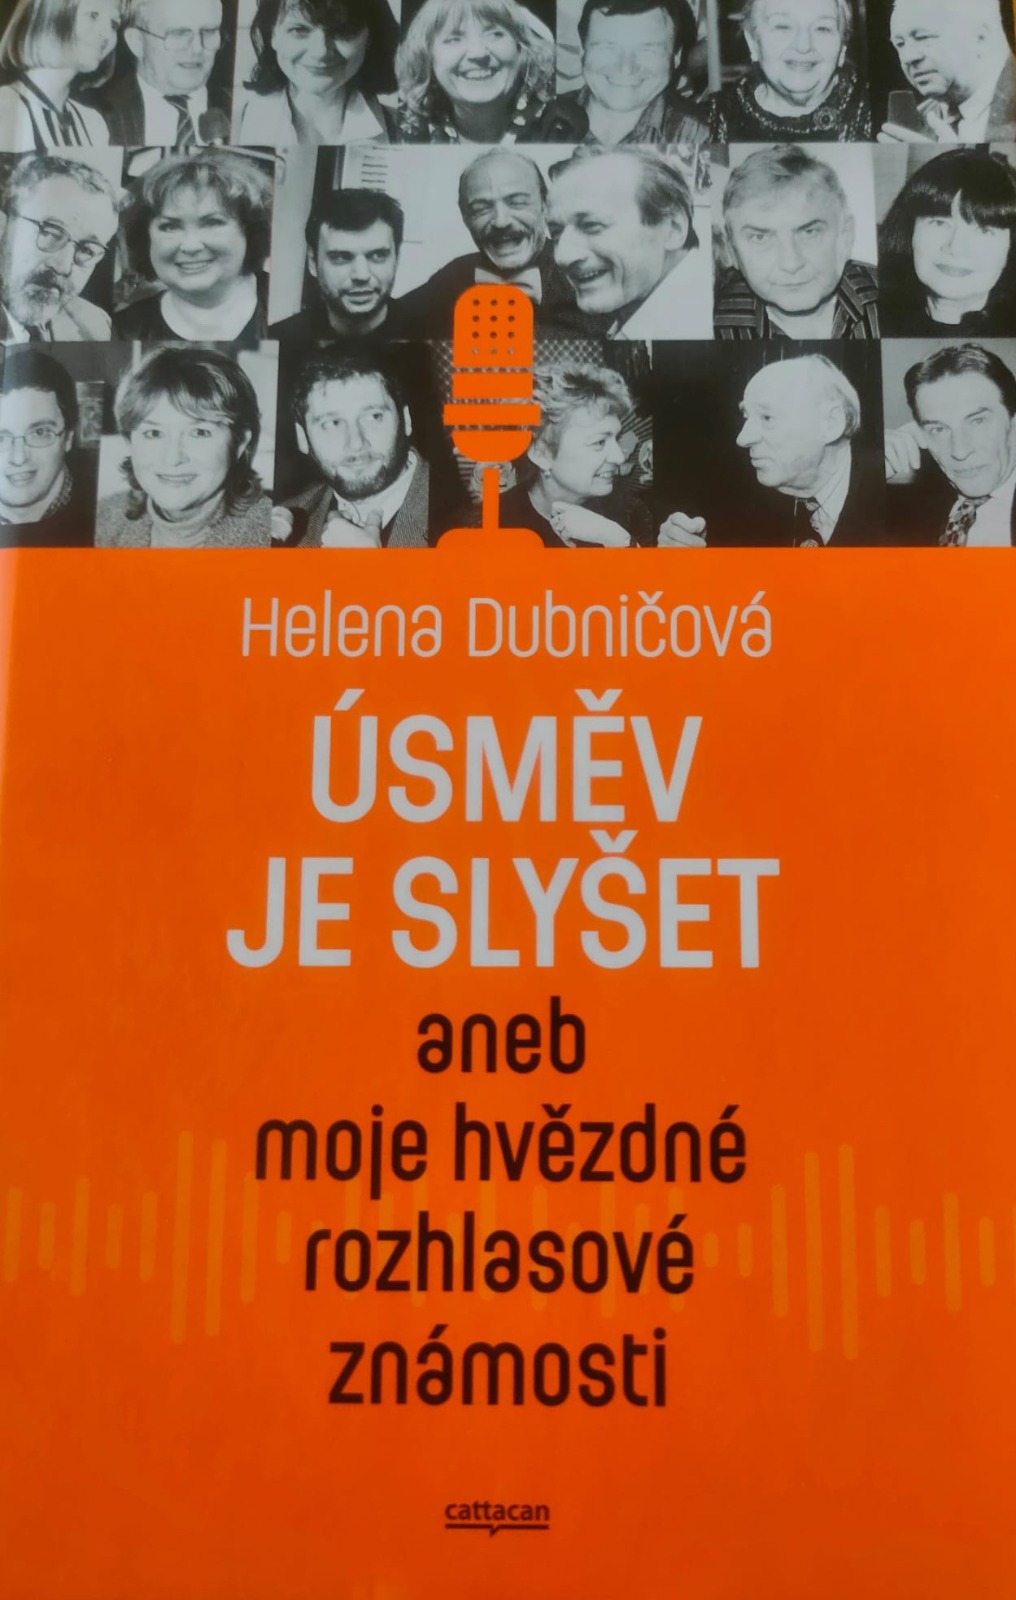 Helena Dubničová
ÚSMĚV
JE SLYŠET
aneb
moje hvězdné
rozhlasové
známosti
cattacan